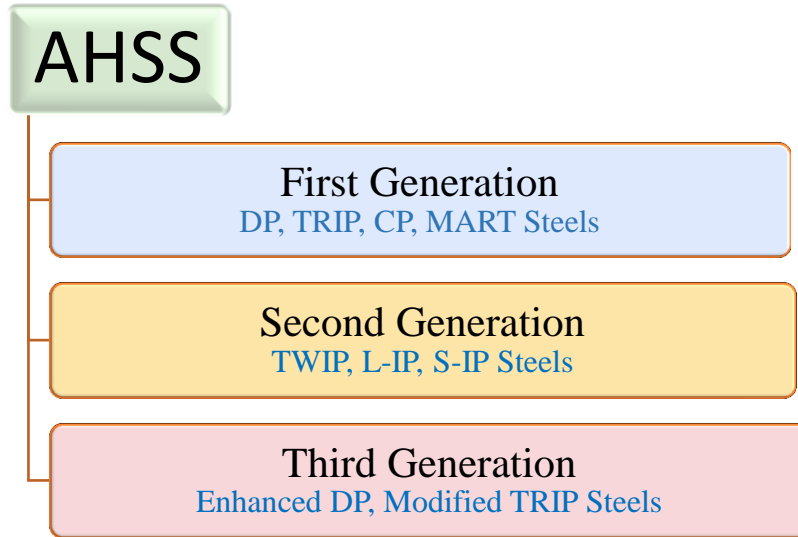 AHSS
First Generation
DP, TRIP, CP, MART Steels
Second Generation
TWIP, L-IP, S-IP Steels
Third Generation
Enhanced DP, Modified TRIP Steels